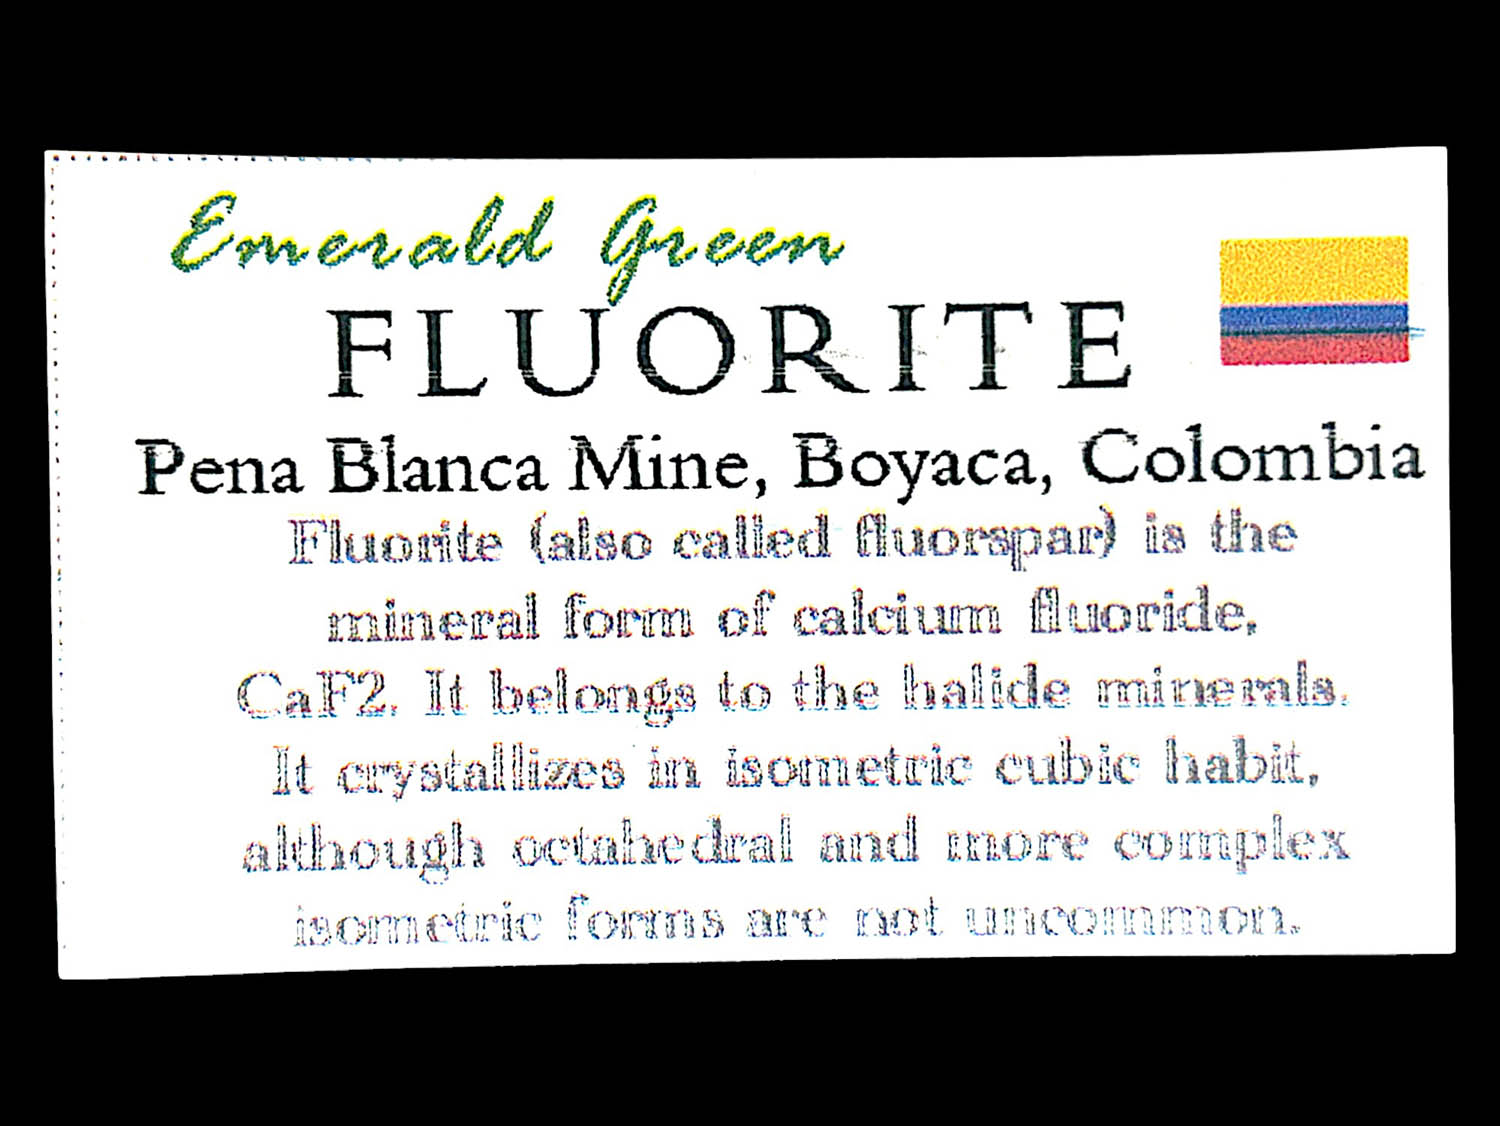 Emerald Green
FLUORITE
Pena Blanca Mine, Boyaca, Colombia
Fluorite (also called fluorspar) is the
mineral form of calcium fluoride,
CaF2. It belongs to the halide minerals.
It crystallizes in isometric cubic habit,
although octahedral and more complex
isometric forms are not uncommon.